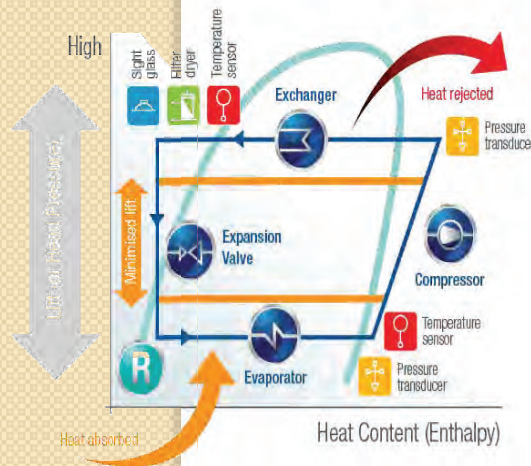 High
Sight
glass
Filter
dryer
Temperature
sensor
Exchanger
Heat rejected
Pressure
transducer
Minimised lift
Expansion
Valve
Compressor
Temperature
sensor
Pressure
transducer
Evaporator
R
Heat absorbed
Heat Content (Enthalpy)